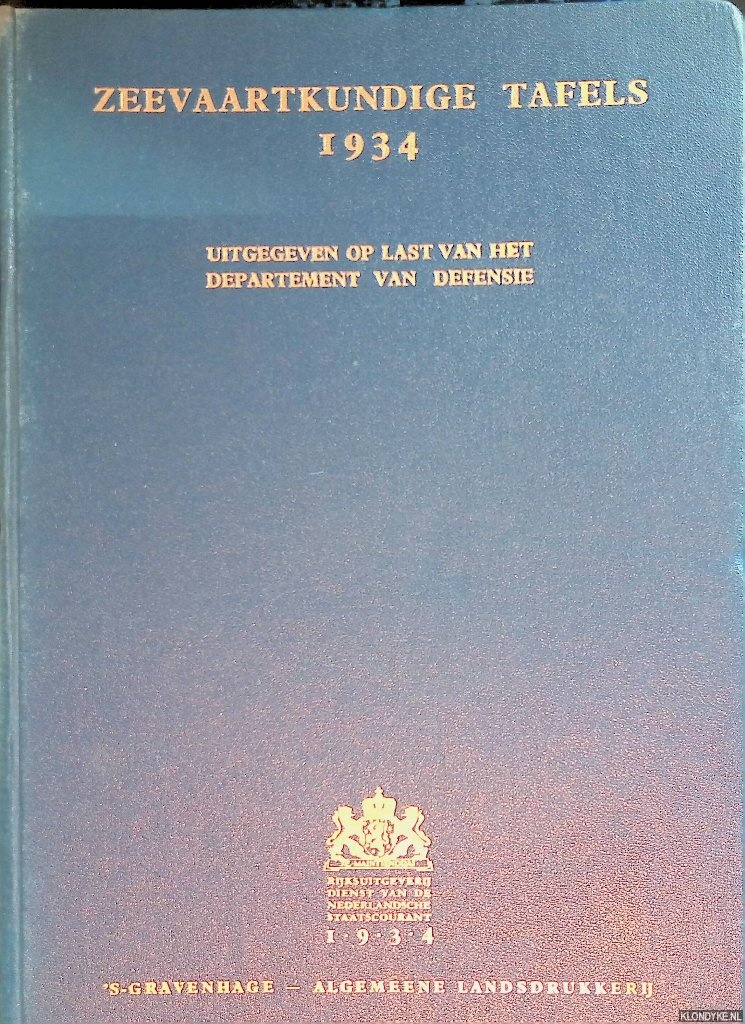 ZEEVAARTKUNDIGE TAFELS
1934
UITGEGEVEN OP LAST VAN HET
DEPARTEMENT VAN DEFENSIE
RIJKSUITGEVERIJ
DIENST VAN DE
NEDERLANDSCHE
STAATSCOURANT
1·9·3·4
'S-GRAVENHAGE — ALGEMEENE LANDSDRUKKERIJ
KLONDYKE.NL